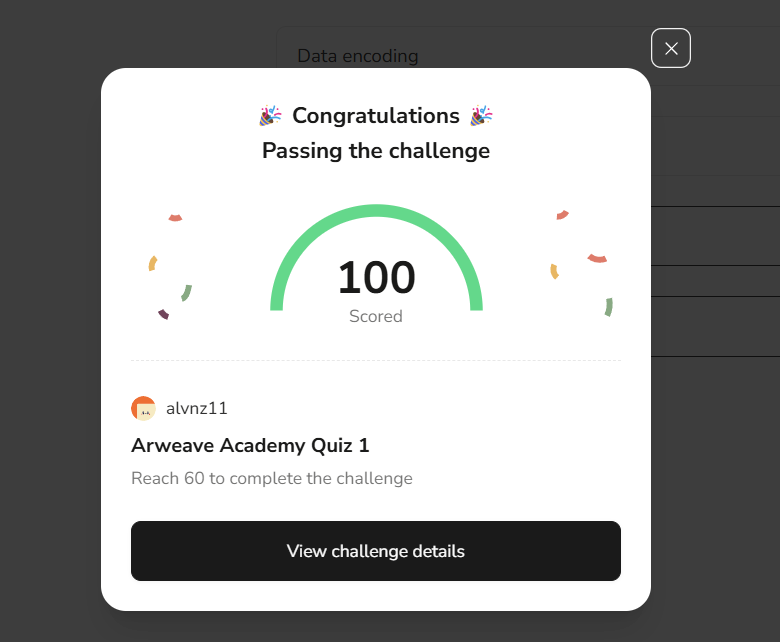 Data encoding
Congratulations
Passing the challenge
100
Scored
alvnz11
Arweave Academy Quiz 1
Reach 60 to complete the challenge
View challenge details